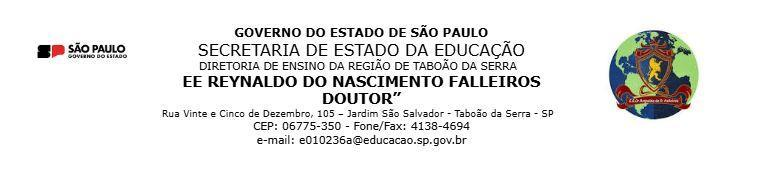 GOVERNO DO ESTADO DE SÃO PAULO
SÃO PAULO
GOVERNO DO ESTADO
SECRETARIA DE ESTADO DA EDUCAÇÃO
DIRETORIA DE ENSINO DA REGIÃO DE TABOÃO DA SERRA
EE REYNALDO DO NASCIMENTO FALLEIROS
DOUTOR”
Rua Vinte e Cinco de Dezembro, 105 – Jardim São Salvador - Taboão da Serra - SP
CEP: 06775-350 - Fone/Fax: 4138-4694
e-mail: e010236a@educacao.sp.gov.br